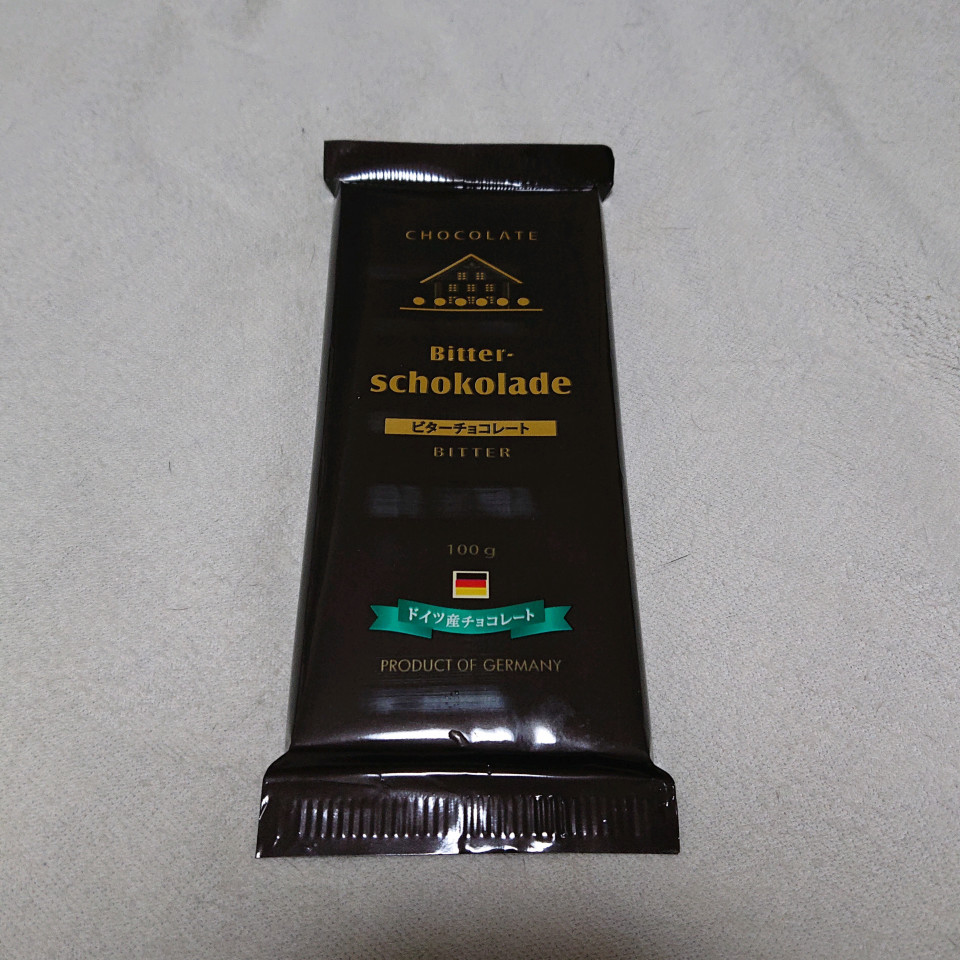 CHOCOLATE
Bitter-
schokolade
ビターチョコレート
BITTER
100g
ドイツ産チョコレート
PRODUCT OF GERMANY